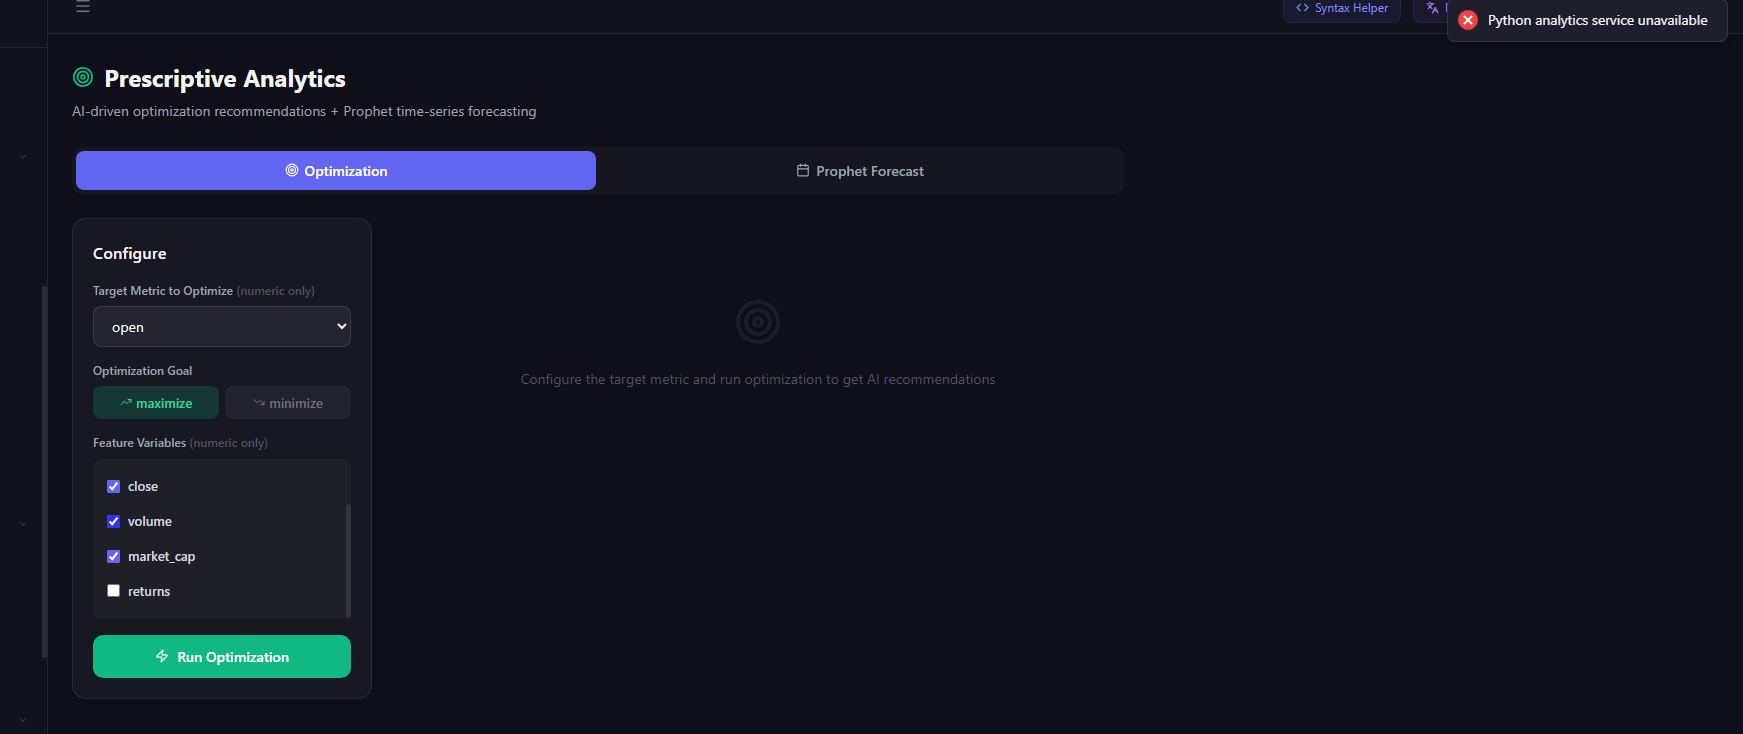 Syntax Helper
Python analytics service unavailable
Prescriptive Analytics
AI-driven optimization recommendations + Prophet time-series forecasting
Optimization
Prophet Forecast
Configure
Target Metric to Optimize (numeric only)
open
Optimization Goal
maximize
minimize
Feature Variables (numeric only)
close
volume
market_cap
returns
Run Optimization
Configure the target metric and run optimization to get AI recommendations